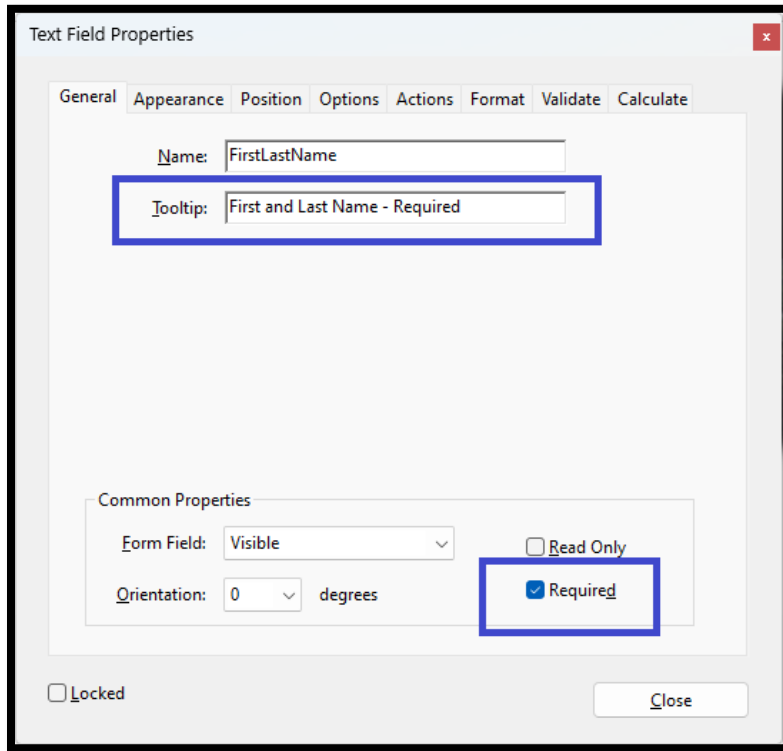 Text Field Properties
x
General Appearance Position Options Actions Format Validate Calculate
Name: FirstLastName
Tooltip: First and Last Name - Required
Common Properties
Form Field: Visible Read Only
Orientation: 0 degrees Required
Locked
Close